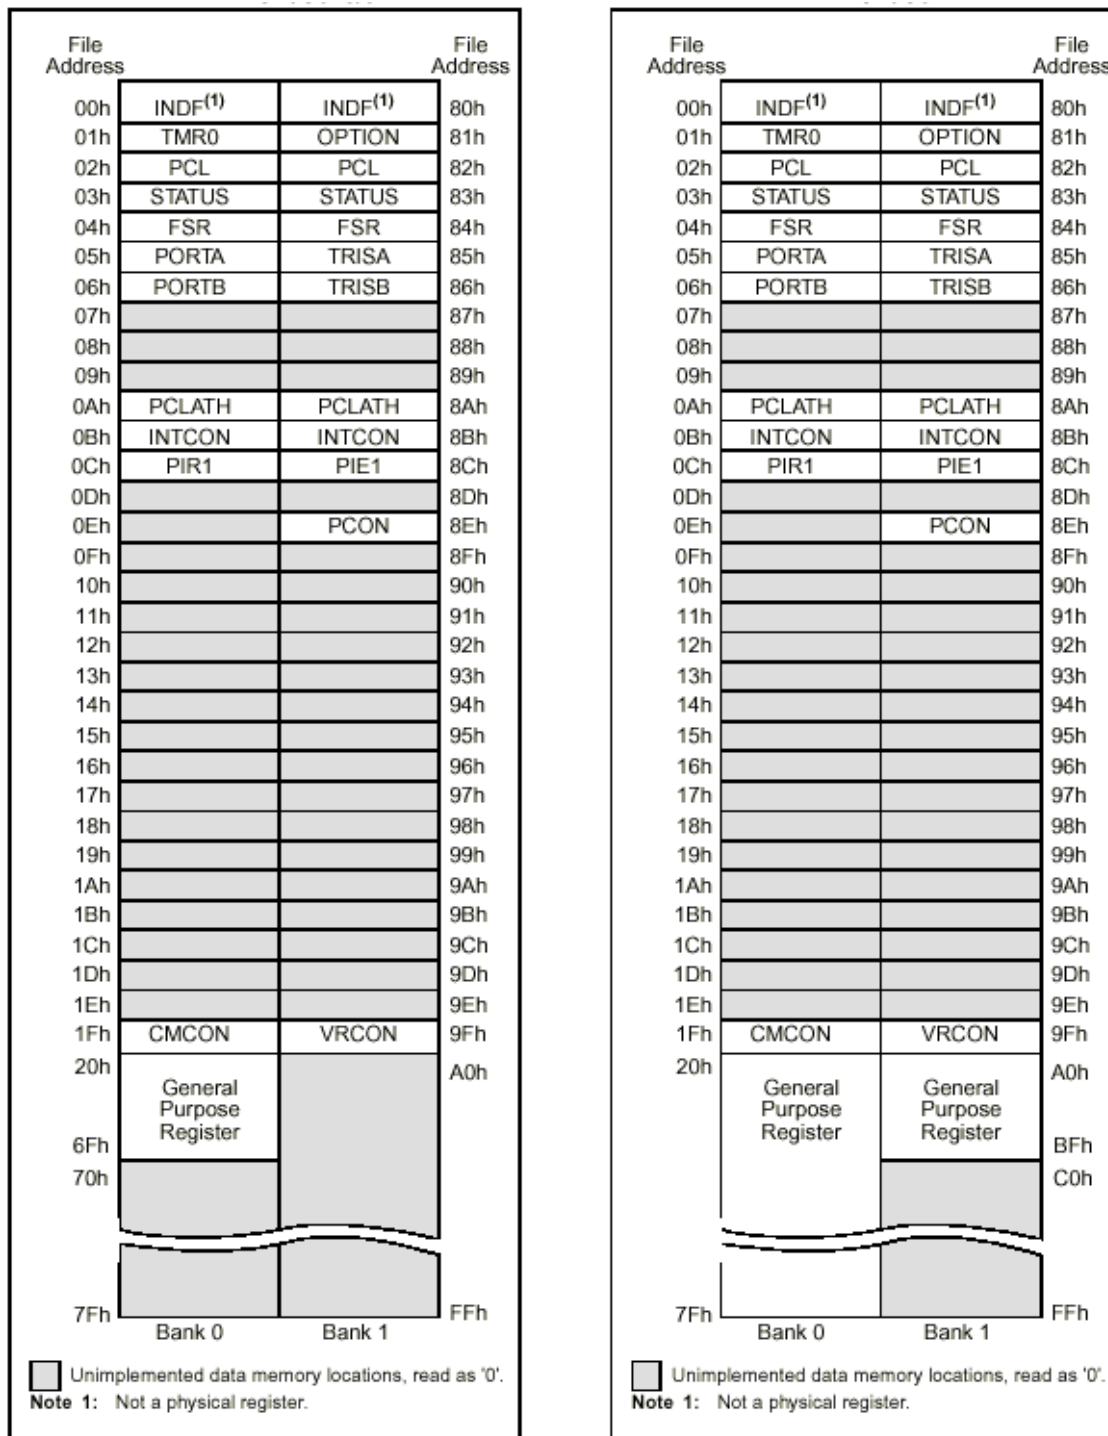 File Address File Address
00h INDF(1) INDF(1) 80h
01h TMR0 OPTION 81h
02h PCL PCL 82h
03h STATUS STATUS 83h
04h FSR FSR 84h
05h PORTA TRISA 85h
06h PORTB TRISB 86h
07h 87h
08h 88h
09h 89h
0Ah PCLATH PCLATH 8Ah
0Bh INTCON INTCON 8Bh
0Ch PIR1 PIE1 8Ch
0Dh 8Dh
0Eh PCON 8Eh
0Fh 8Fh
10h 90h
11h 91h
12h 92h
13h 93h
14h 94h
15h 95h
16h 96h
17h 97h
18h 98h
19h 99h
1Ah 9Ah
1Bh 9Bh
1Ch 9Ch
1Dh 9Dh
1Eh 9Eh
1Fh CMCON VRCON 9Fh
20h A0h
General
Purpose
Register
6Fh
70h
7Fh FFh
Bank 0 Bank 1
Unimplemented data memory locations, read as '0'.
Note 1: Not a physical register.
File Address File Address
00h INDF(1) INDF(1) 80h
01h TMR0 OPTION 81h
02h PCL PCL 82h
03h STATUS STATUS 83h
04h FSR FSR 84h
05h PORTA TRISA 85h
06h PORTB TRISB 86h
07h 87h
08h 88h
09h 89h
0Ah PCLATH PCLATH 8Ah
0Bh INTCON INTCON 8Bh
0Ch PIR1 PIE1 8Ch
0Dh 8Dh
0Eh PCON 8Eh
0Fh 8Fh
10h 90h
11h 91h
12h 92h
13h 93h
14h 94h
15h 95h
16h 96h
17h 97h
18h 98h
19h 99h
1Ah 9Ah
1Bh 9Bh
1Ch 9Ch
1Dh 9Dh
1Eh 9Eh
1Fh CMCON VRCON 9Fh
20h A0h
General General
Purpose Purpose
Register Register
BFh
C0h
7Fh FFh
Bank 0 Bank 1
Unimplemented data memory locations, read as '0'.
Note 1: Not a physical register.